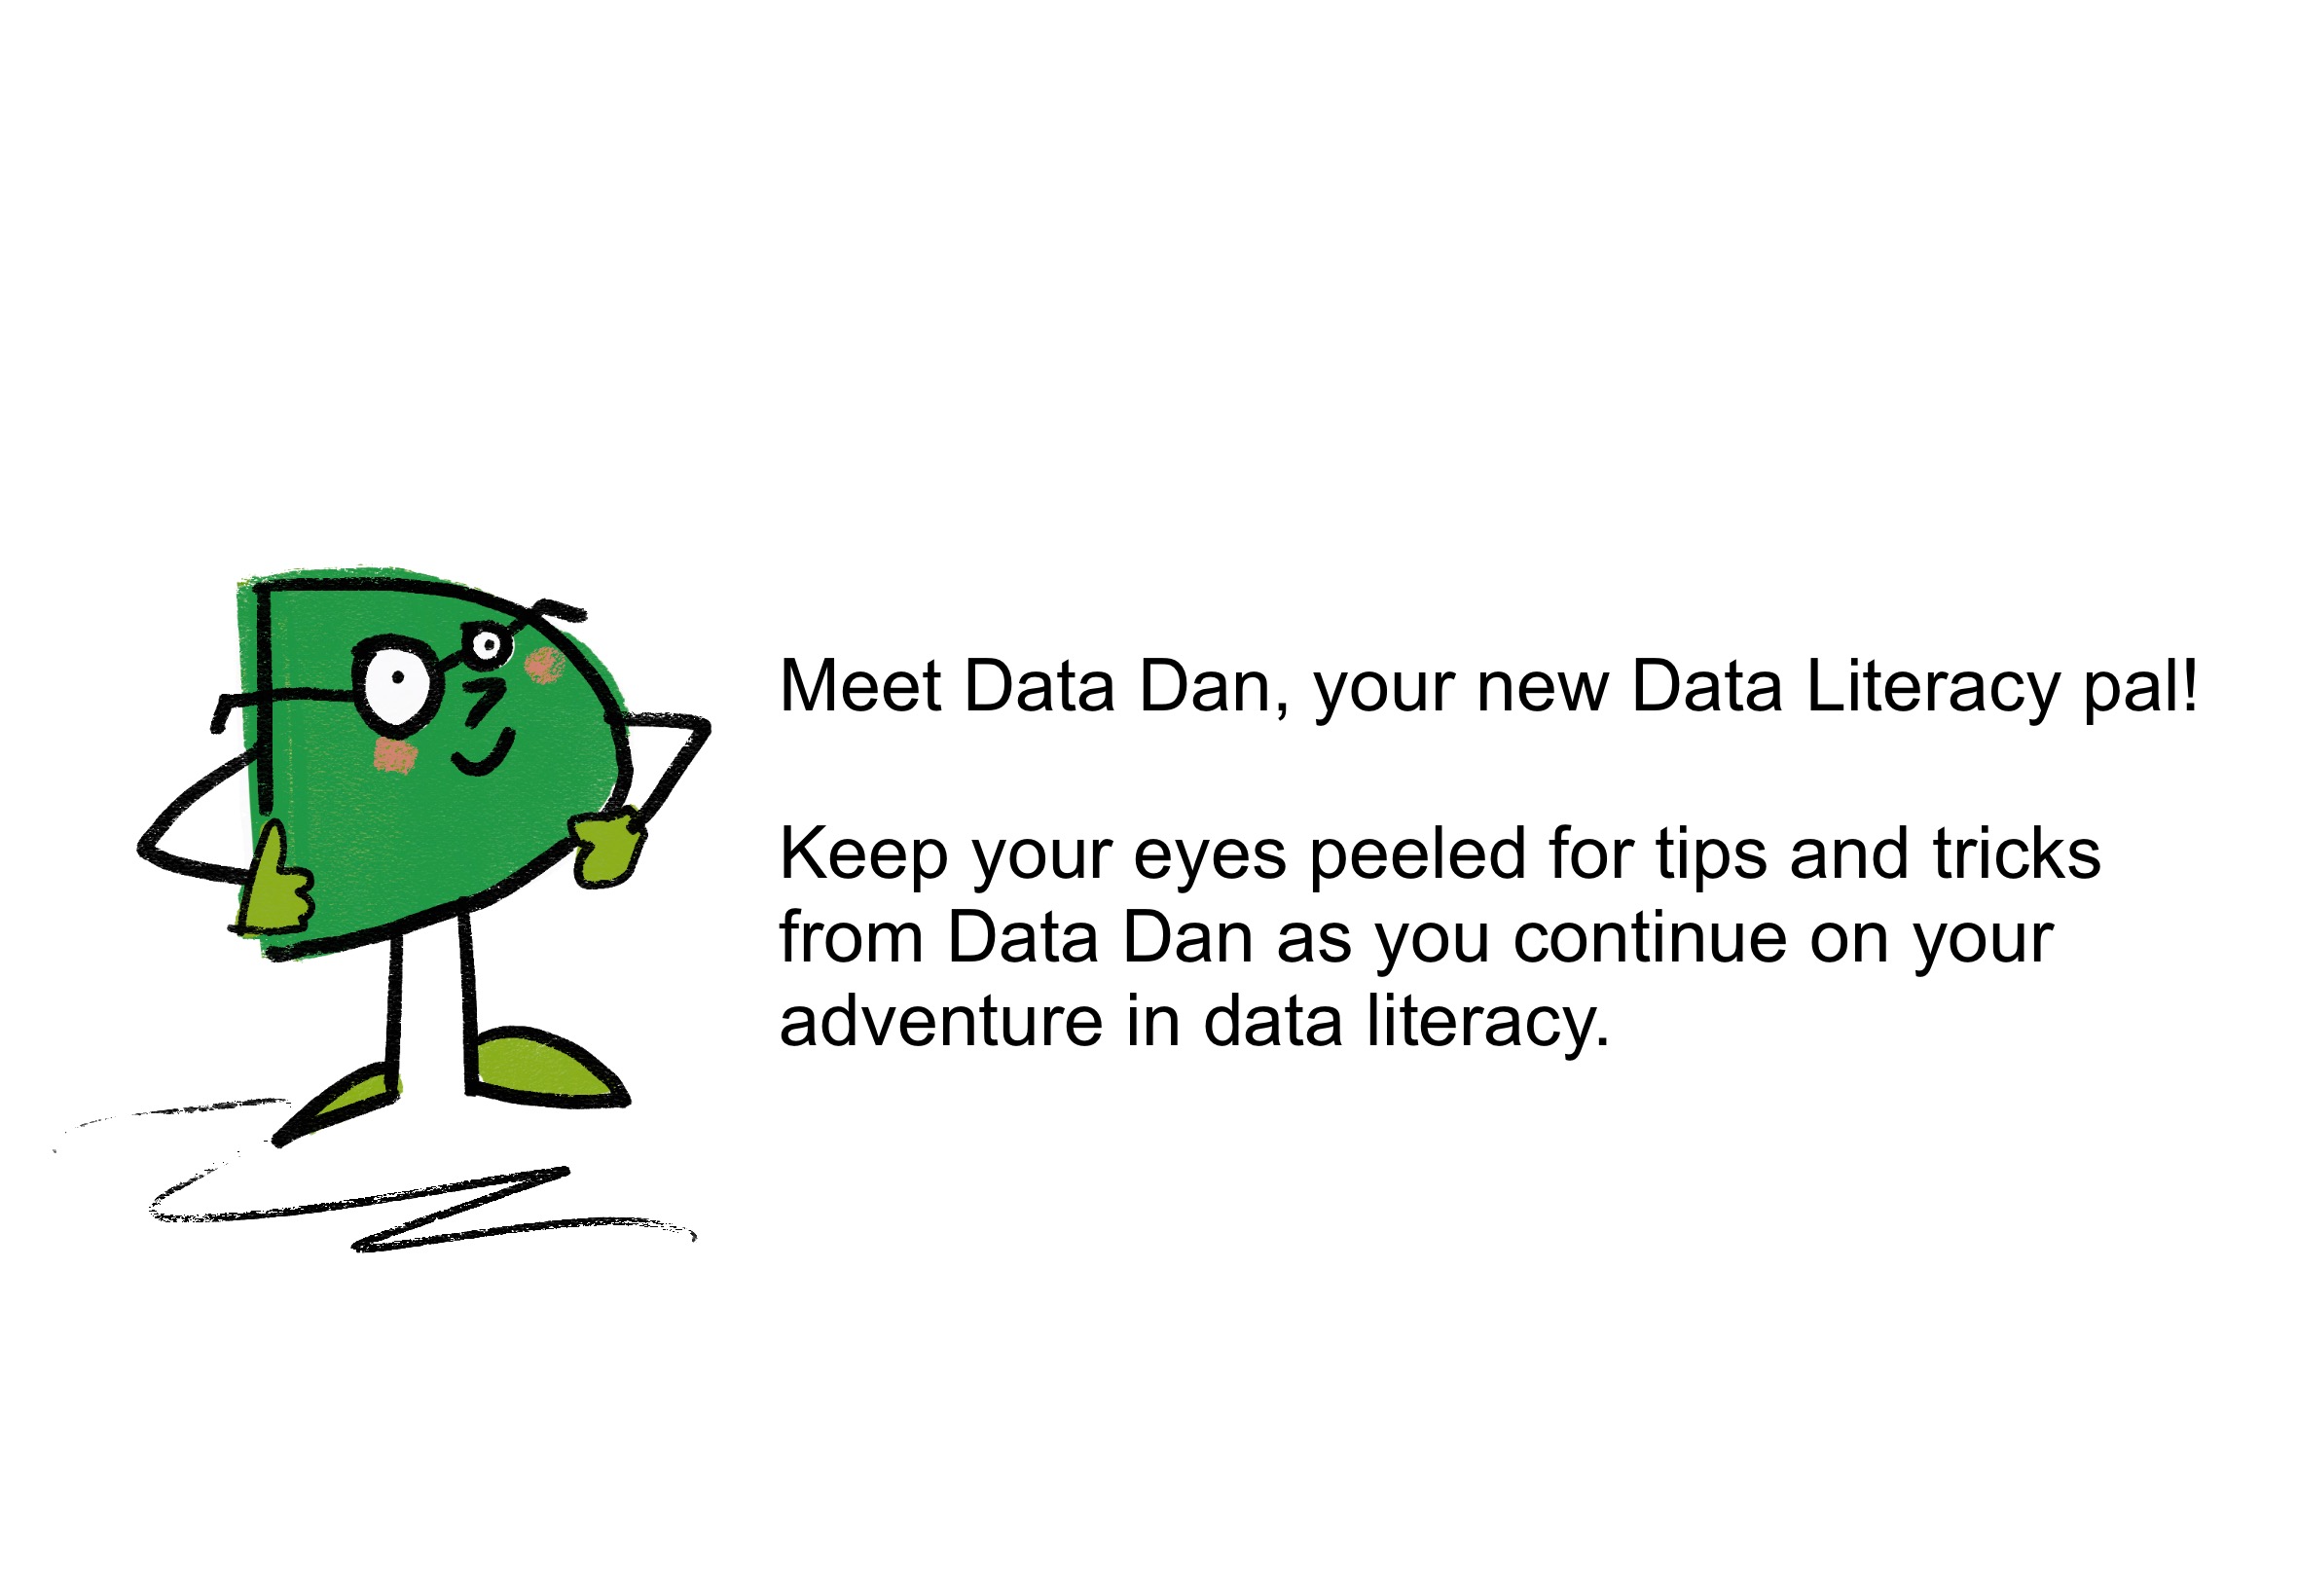 Meet Data Dan, your new Data Literacy pal!
Keep your eyes peeled for tips and tricks
from Data Dan as you continue on your
adventure in data literacy.